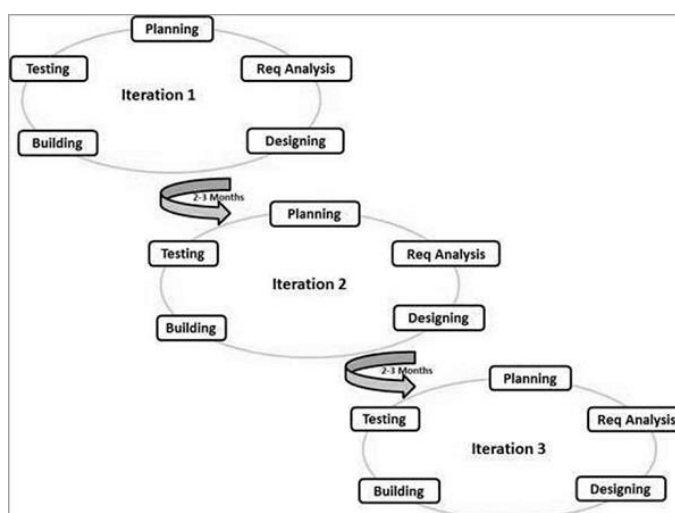 Planning
Testing
Req Analysis
Iteration 1
Building
Designing
2-3 Months
Planning
Testing
Req Analysis
Iteration 2
Building
Designing
2-3 Months
Planning
Testing
Req Analysis
Iteration 3
Building
Designing